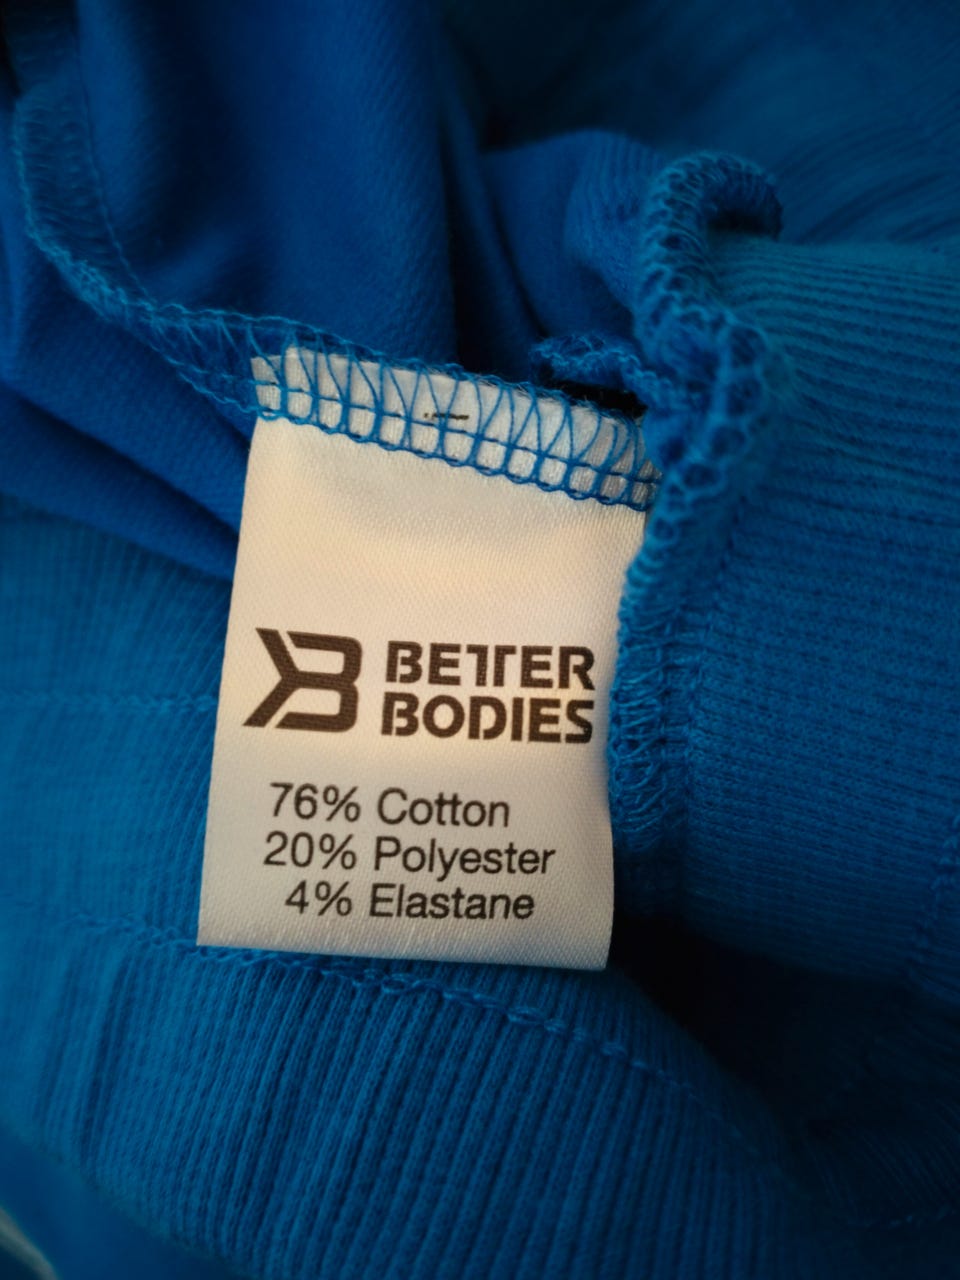 BETTER
BODIES
76% Cotton
20% Polyester
4% Elastane